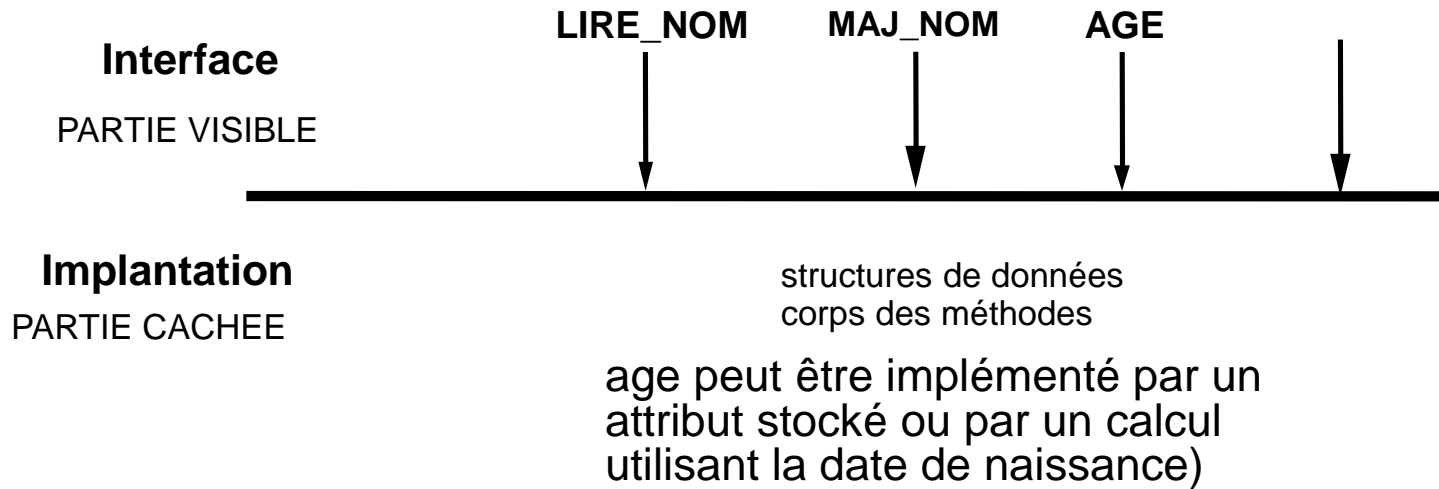 LIRE_NOM MAJ_NOM AGE
Interface
PARTIE VISIBLE
Implantation
PARTIE CACHEE
structures de données
corps des méthodes
age peut être implémenté par un
attribut stocké ou par un calcul
utilisant la date de naissance)